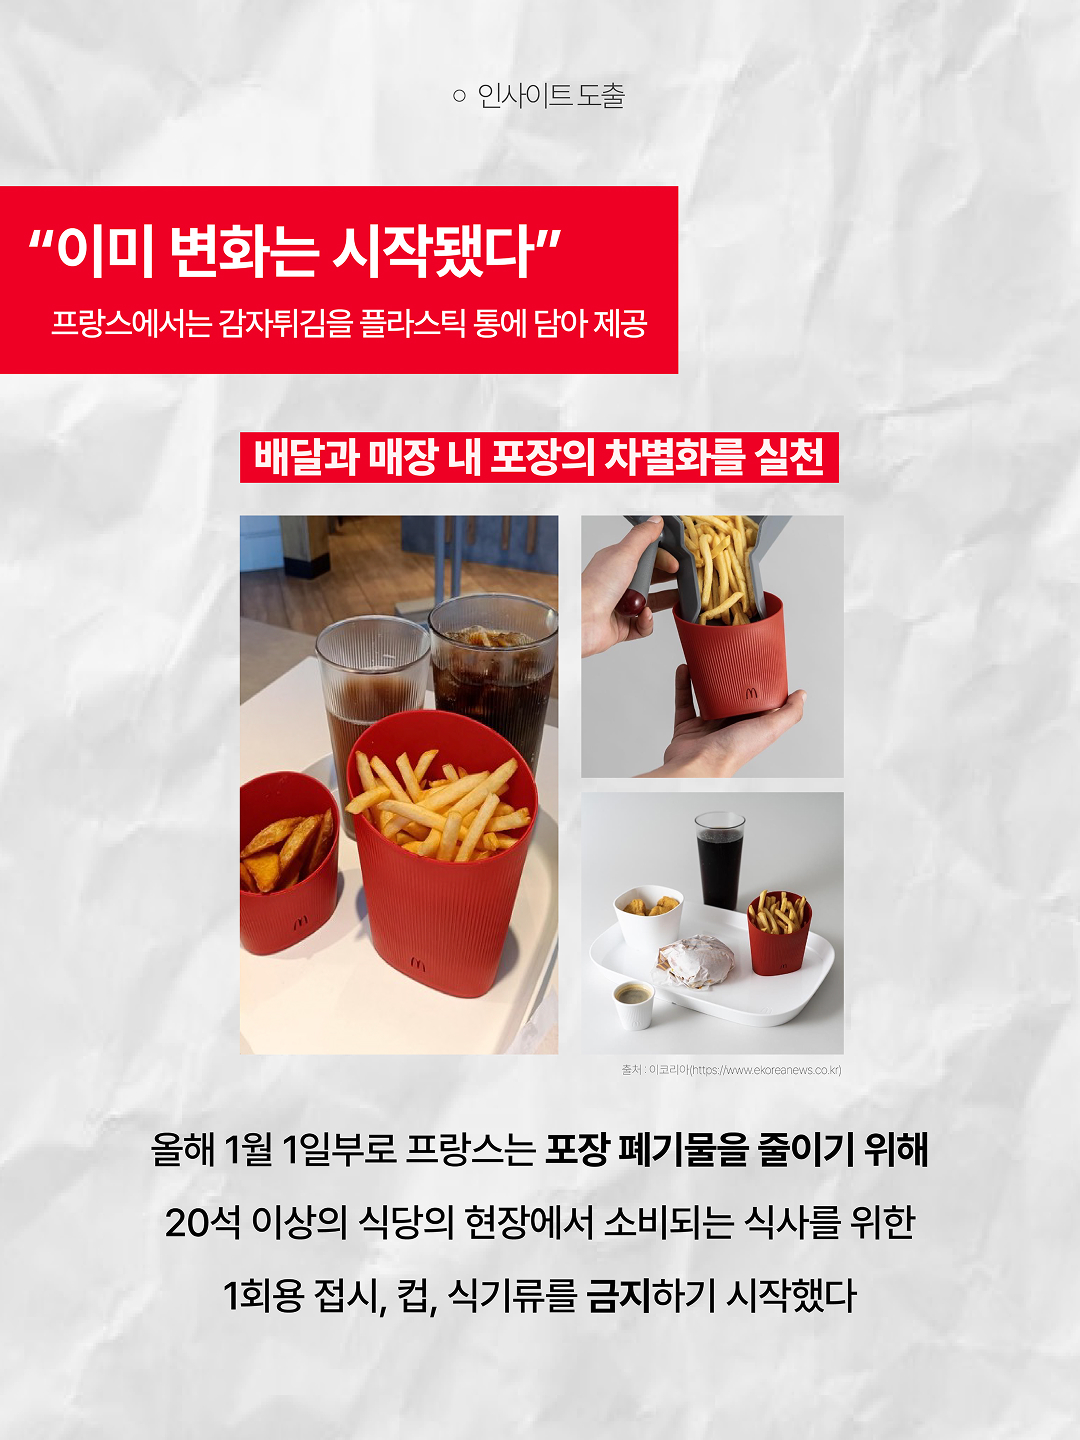 ○ 인사이트 도출
“이미 변화는 시작됐다”
프랑스에서는 감자튀김을 플라스틱 통에 담아 제공
배달과 매장 내 포장의 차별화를 실천
출처 : 이코리아(https://www.ekoreanews.co.kr)
올해 1월 1일부로 프랑스는 포장 폐기물을 줄이기 위해
20석 이상의 식당의 현장에서 소비되는 식사를 위한
1회용 접시, 컵, 식기류를 금지하기 시작했다